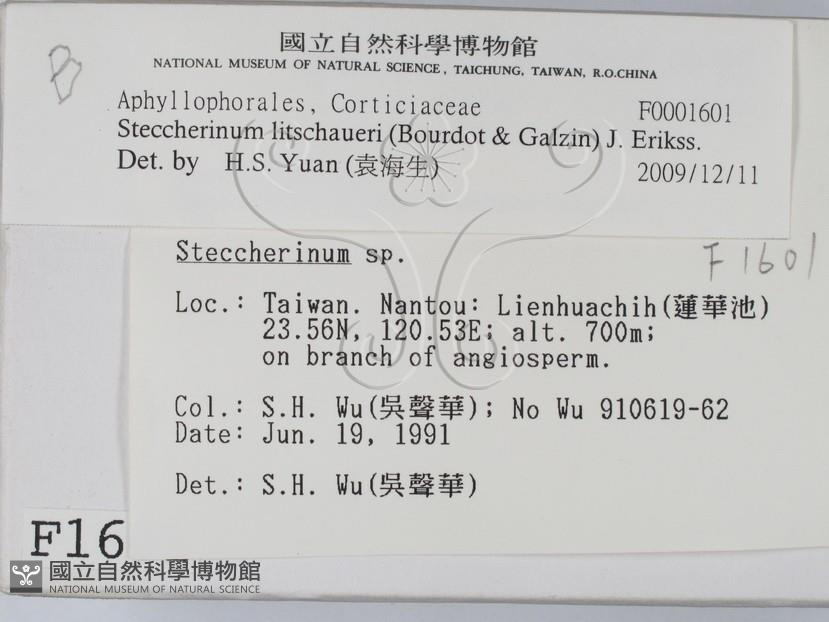 國立自然科學博物館
NATIONAL MUSEUM OF NATURAL SCIENCE, TAICHUNG, TAIWAN, R.O.CHINA
B
Aphyllophorales, Corticiaceae F0001601
Steccherinum litschaueri (Bourdot & Galzin) J. Erikss.
Det. by H.S. Yuan (袁海生) 2009/12/11
Steccherinum sp. F1601
Loc.: Taiwan. Nantou: Lienhuachih(蓮華池)
23.56N, 120.53E; alt. 700m;
on branch of angiosperm.
Col.: S.H. Wu(吳聲華); No Wu 910619-62
Date: Jun. 19, 1991
Det.: S.H. Wu(吳聲華)
F16
國立自然科學博物館
NATIONAL MUSEUM OF NATURAL SCIENCE